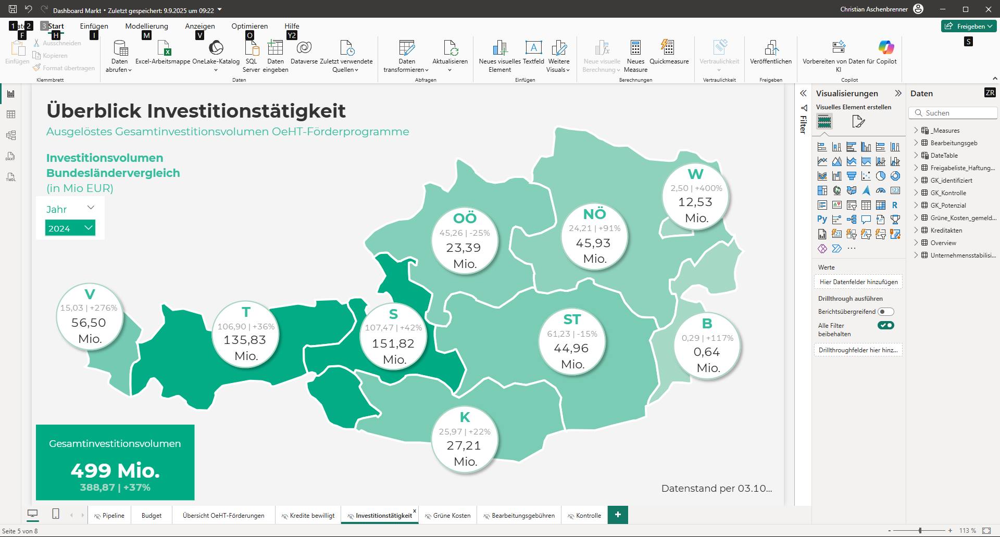 Dashboard Markt • Zuletzt gespeichert: 9.9.2025 um 09:22
Christian Aschenbrenner
1 2 3
Start
Einfügen
Modellierung
Anzeigen
Optimieren
Hilfe
Freigeben
F H I M V O Y2 S
Einfügen
Ausschneiden
Kopieren
Format übertragen
Klemmbrett
Daten abrufen
Excel-Arbeitsmappe
OneLake-Katalog
SQL Server
Daten eingeben
Dataverse
Zuletzt verwendete Quellen
Daten
Daten transformieren
Aktualisieren
Abfragen
Neues visuelles Element
Textfeld
Weitere Visuals
Einfügen
Neue visuelle Berechnung
Neues Measure
Quickmeasure
Berechnungen
Vertraulichkeit
Vertraulichkeit
Veröffentlichen
Freigeben
Vorbereiten von Daten für KI
Copilot
Copilot
Überblick Investitionstätigkeit
Ausgelöstes Gesamtinvestitionsvolumen OeHT-Förderprogramme
Investitionsvolumen
Bundesländervergleich
(in Mio EUR)
Jahr
2024
W
2,50 | +400%
12,53
Mio.
OÖ
45,26 | -25%
23,39
Mio.
NÖ
24,21 | +91%
45,93
Mio.
V
15,03 | +276%
56,50
Mio.
T
106,90 | +36%
135,83
Mio.
S
107,47 | +42%
151,82
Mio.
ST
61,23 | -15%
44,96
Mio.
B
0,29 | +117%
0,64
Mio.
K
25,97 | +22%
27,21
Mio.
Gesamtinvestitionsvolumen
499 Mio.
388,87 | +37%
Datenstand per 03.10...
Filter
Visualisierungen
Visuelles Element erstellen
Werte
Hier Datenfelder hinzufügen
Drillthrough ausführen
Berichtsübergreifend
Alle Filter
beibehalten
Drillthroughfelder hier hinz...
Daten
ZR
Suchen
_Measures
Bearbeitungsgeb
DateTable
Freigabeliste_Haftung...
GK_identifiziert
GK_Kontrolle
GK_Potenzial
Grüne_Kosten_gemeld...
Kreditakten
Overview
Unternehmensstabilisi...
Pipeline
Budget
Übersicht OeHT-Förderungen
Kredite bewilligt
Investitionstätigkeit x
Grüne Kosten
Bearbeitungsgebühren
Kontrolle
+
Seite 5 von 8
- + 113 %